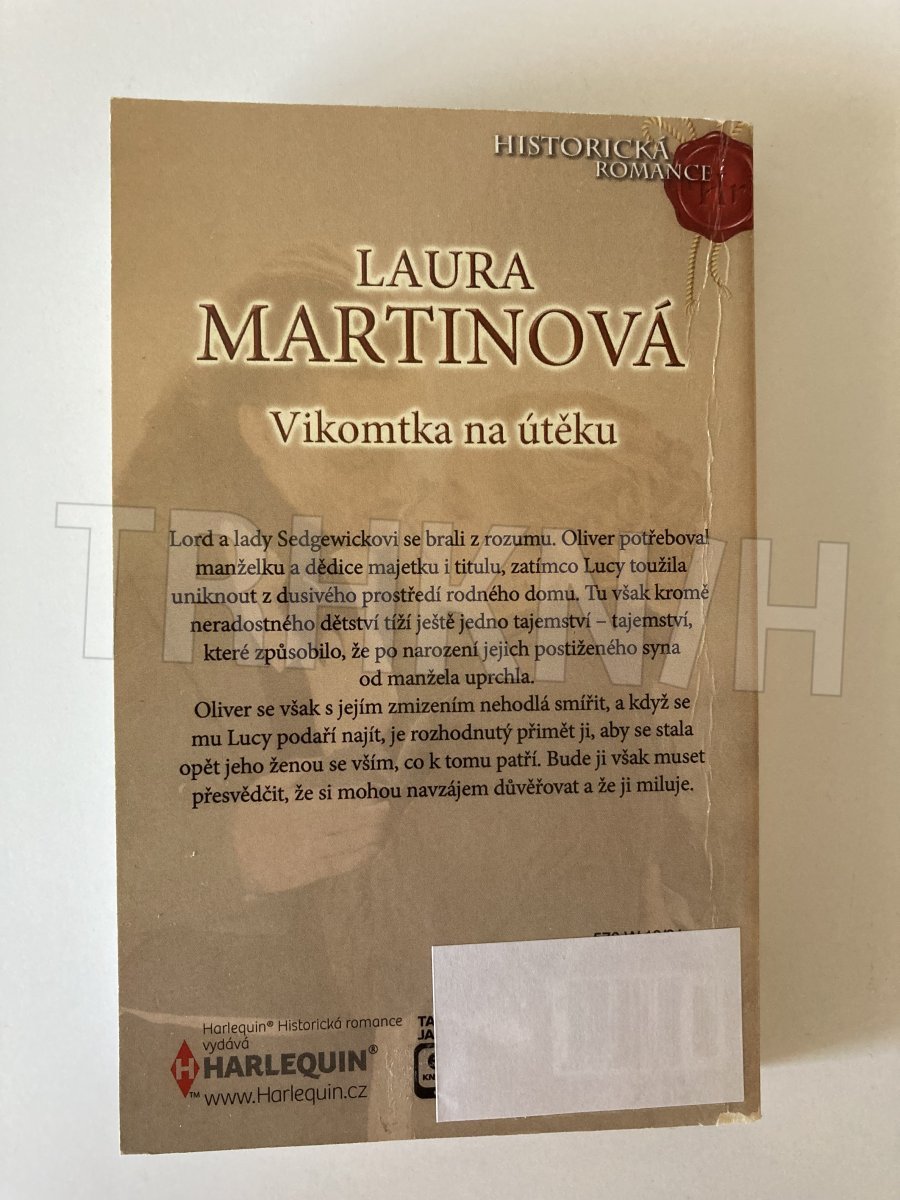 HISTORICKÁ
ROMANCE
Hr
LAURA
MARTINOVÁ
Vikomtka na útěku
Lord a lady Sedgewickovi se brali z rozumu. Oliver potřeboval
manželku a dědice majetku i titulu, zatímco Lucy toužila
uniknout z dusivého prostředí rodného domu. Tu však kromě
neradostného dětství tíží ještě jedno tajemství – tajemství,
které způsobilo, že po narození jejich postiženého syna
od manžela uprchla.
Oliver se však s jejím zmizením nehodlá smířit, a když se
mu Lucy podaří najít, je rozhodnutý přimět ji, aby se stala
opět jeho ženou se vším, co k tomu patří. Bude ji však muset
přesvědčit, že si mohou navzájem důvěřovat a že ji miluje.
TRHKNIH
Harlequin® Historická romance
vydává
H HARLEQUIN®
™ www.Harlequin.cz